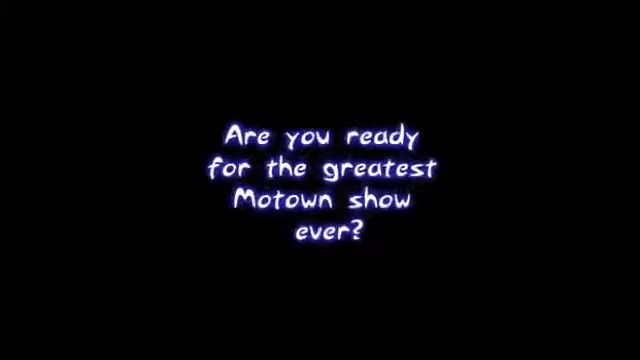 Are you ready
for the greatest
Motown show
ever?